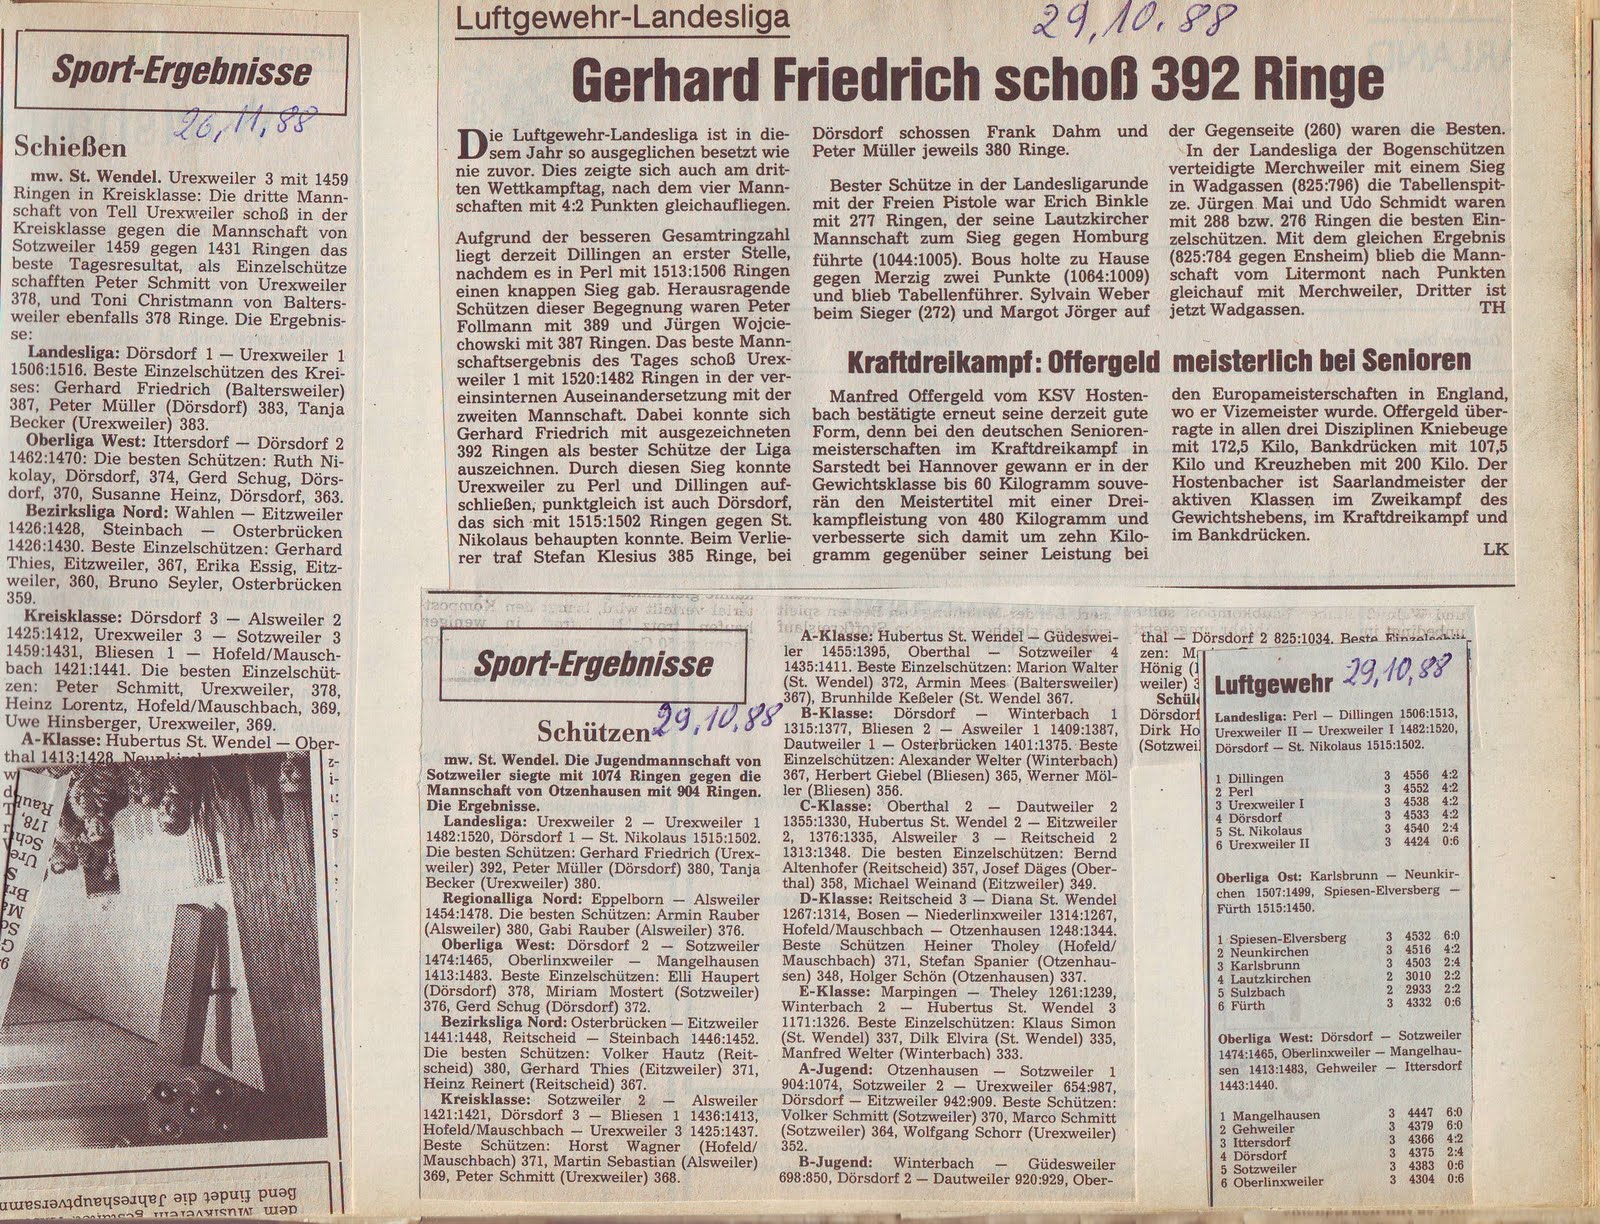 Sport-Ergebnisse
26.11.88
Schießen
mw. St. Wendel. Urexweiler 3 mit 1459
Ringen in Kreisklasse: Die dritte Mann-
schaft von Tell Urexweiler schoß in der
Kreisklasse gegen die Mannschaft von
Sotzweiler 1459 gegen 1431 Ringen das
beste Tagesresultat, als Einzelschütze
schafften Peter Schmitt von Urexweiler
378, und Toni Christmann von Balters-
weiler ebenfalls 378 Ringe. Die Ergebnis-
se:
Landesliga: Dörsdorf 1 — Urexweiler 1
1506:1516. Beste Einzelschützen des Krei-
ses: Gerhard Friedrich (Baltersweiler)
387, Peter Müller (Dörsdorf) 383, Tanja
Becker (Urexweiler) 383.
Oberliga West: Ittersdorf — Dörsdorf 2
1462:1470: Die besten Schützen: Ruth Ni-
kolay, Dörsdorf, 374, Gerd Schug, Dörs-
dorf, 370, Susanne Heinz, Dörsdorf, 363.
Bezirksliga Nord: Wahlen — Eitzweiler
1426:1428, Steinbach — Osterbrücken
1426:1430. Beste Einzelschützen: Gerhard
Thies, Eitzweiler, 367, Erika Essig, Eitz-
weiler, 360, Bruno Seyler, Osterbrücken
359.
Kreisklasse: Dörsdorf 3 — Alsweiler 2
1425:1412, Urexweiler 3 — Sotzweiler 3
1459:1431, Bliesen 1 — Hofeld/Mausch-
bach 1421:1441. Die besten Einzelschüt-
zen: Peter Schmitt, Urexweiler, 378,
Heinz Lorentz, Hofeld/Mauschbach, 369,
Uwe Hinsberger, Urexweiler, 369.
A-Klasse: Hubertus St. Wendel — Ober-
thal 1413:1428,
Luftgewehr-Landesliga
29.10.88
Gerhard Friedrich schoß 392 Ringe
Die Luftgewehr-Landesliga ist in die-
sem Jahr so ausgeglichen besetzt wie
nie zuvor. Dies zeigte sich auch am drit-
ten Wettkampftag, nach dem vier Mann-
schaften mit 4:2 Punkten gleichaufliegen.
Aufgrund der besseren Gesamtringzahl
liegt derzeit Dillingen an erster Stelle,
nachdem es in Perl mit 1513:1506 Ringen
einen knappen Sieg gab. Herausragende
Schützen dieser Begegnung waren Peter
Follmann mit 389 und Jürgen Wojcie-
chowski mit 387 Ringen. Das beste Mann-
schaftsergebnis des Tages schoß Urex-
weiler 1 mit 1520:1482 Ringen in der ver-
einsinternen Auseinandersetzung mit der
zweiten Mannschaft. Dabei konnte sich
Gerhard Friedrich mit ausgezeichneten
392 Ringen als bester Schütze der Liga
auszeichnen. Durch diesen Sieg konnte
Urexweiler zu Perl und Dillingen auf-
schließen, punktgleich ist auch Dörsdorf,
das sich mit 1515:1502 Ringen gegen St.
Nikolaus behaupten konnte. Beim Verlie-
rer traf Stefan Klesius 385 Ringe, bei
Dörsdorf schossen Frank Dahm und
Peter Müller jeweils 380 Ringe.
Bester Schütze in der Landesligarunde
mit der Freien Pistole war Erich Binkle
mit 277 Ringen, der seine Lautzkircher
Mannschaft zum Sieg gegen Homburg
führte (1044:1005). Bous holte zu Hause
gegen Merzig zwei Punkte (1064:1009)
und blieb Tabellenführer. Sylvain Weber
beim Sieger (272) und Margot Jörger auf
der Gegenseite (260) waren die Besten.
In der Landesliga der Bogenschützen
verteidigte Merchweiler mit einem Sieg
in Wadgassen (825:796) die Tabellenspit-
ze. Jürgen Mai und Udo Schmidt waren
mit 288 bzw. 276 Ringen die besten Ein-
zelschützen. Mit dem gleichen Ergebnis
(825:784 gegen Ensheim) blieb die Mann-
schaft vom Litermont nach Punkten
gleichauf mit Merchweiler, Dritter ist
jetzt Wadgassen. TH
Kraftdreikampf: Offergeld meisterlich bei Senioren
Manfred Offergeld vom KSV Hosten-
bach bestätigte erneut seine derzeit gute
Form, denn bei den deutschen Senioren-
meisterschaften im Kraftdreikampf in
Sarstedt bei Hannover gewann er in der
Gewichtsklasse bis 60 Kilogramm souve-
rän den Meistertitel mit einer Drei-
kampfleistung von 480 Kilogramm und
verbesserte sich damit um zehn Kilo-
gramm gegenüber seiner Leistung bei
den Europameisterschaften in England,
wo er Vizemeister wurde. Offergeld über-
ragte in allen drei Disziplinen Kniebeuge
mit 172,5 Kilo, Bankdrücken mit 107,5
Kilo und Kreuzheben mit 200 Kilo. Der
Hostenbacher ist Saarlandmeister der
aktiven Klassen im Zweikampf des
Gewichtshebens, im Kraftdreikampf und
im Bankdrücken.
LK
Sport-Ergebnisse
Schützen
29.10.88
mw. St. Wendel. Die Jugendmannschaft von
Sotzweiler siegte mit 1074 Ringen gegen die
Mannschaft von Otzenhausen mit 904 Ringen.
Die Ergebnisse.
Landesliga: Urexweiler 2 — Urexweiler 1
1482:1520, Dörsdorf 1 — St. Nikolaus 1515:1502.
Die besten Schützen: Gerhard Friedrich (Urex-
weiler) 392, Peter Müller (Dörsdorf) 380, Tanja
Becker (Urexweiler) 380.
Regionalliga Nord: Eppelborn — Alsweiler
1454:1478. Die besten Schützen: Armin Rauber
(Alsweiler) 380, Gabi Rauber (Alsweiler) 376.
Oberliga West: Dörsdorf 2 — Sotzweiler
1474:1465, Oberlinxweiler — Mangelhausen
1413:1483. Beste Einzelschützen: Elli Haupert
(Dörsdorf) 378, Miriam Mostert (Sotzweiler)
376, Gerd Schug (Dörsdorf) 372.
Bezirksliga Nord: Osterbrücken — Eitzweiler
1441:1448, Reitscheid — Steinbach 1446:1452.
Die besten Schützen: Volker Hautz (Reit-
scheid) 380, Gerhard Thies (Eitzweiler) 371,
Heinz Reinert (Reitscheid) 367.
Kreisklasse: Sotzweiler 2 — Alsweiler
1421:1421, Dörsdorf 3 — Bliesen 1 1436:1413,
Hofeld/Mauschbach — Urexweiler 3 1425:1437.
Beste Schützen: Horst Wagner (Hofeld/
Mauschbach) 371, Martin Sebastian (Alsweiler)
369, Peter Schmitt (Urexweiler) 368.
A-Klasse: Hubertus St. Wendel — Güdeswei-
ler 1455:1395, Oberthal — Sotzweiler 4
1435:1411. Beste Einzelschützen: Marion Walter
(St. Wendel) 372, Armin Mees (Baltersweiler)
367), Brunhilde Keßeler (St. Wendel 367.
B-Klasse: Dörsdorf — Winterbach 1
1315:1377, Bliesen 2 — Asweiler 1 1409:1387,
Dautweiler 1 — Osterbrücken 1401:1375. Beste
Einzelschützen: Alexander Welter (Winterbach)
367, Herbert Giebel (Bliesen) 365, Werner Möl-
ler (Bliesen) 356.
C-Klasse: Oberthal 2 — Dautweiler 2
1355:1330, Hubertus St. Wendel 2 — Eitzweiler
2, 1376:1335, Alsweiler 3 — Reitscheid 2
1313:1348. Die besten Einzelschützen: Bernd
Altenhofer (Reitscheid) 357, Josef Däges (Ober-
thal) 358, Michael Weinand (Eitzweiler) 349.
D-Klasse: Reitscheid 3 — Diana St. Wendel
1267:1314, Bosen — Niederlinxweiler 1314:1267,
Hofeld/Mauschbach — Otzenhausen 1248:1344.
Beste Schützen Heiner Tholey (Hofeld/
Mauschbach) 371, Stefan Spanier (Otzenhau-
sen) 348, Holger Schön (Otzenhausen) 337.
E-Klasse: Marpingen — Theley 1261:1239,
Winterbach 2 — Hubertus St. Wendel 3
1171:1326. Beste Einzelschützen: Klaus Simon
(St. Wendel) 337, Dilk Elvira (St. Wendel) 335,
Manfred Welter (Winterbach) 333.
A-Jugend: Otzenhausen — Sotzweiler 1
904:1074, Sotzweiler 2 — Urexweiler 654:987,
Dörsdorf — Eitzweiler 942:909. Beste Schützen:
Volker Schmitt (Sotzweiler) 370, Marco Schmitt
(Sotzweiler) 364, Wolfgang Schorr (Urexweiler)
352.
B-Jugend: Winterbach — Güdesweiler
698:850, Dörsdorf 2 — Dautweiler 920:929, Ober-
thal — Dörsdorf 2 825:1034. Beste
zen:
Hönig
weiler)
Dörsdorf
Dirk Ho
(Sotzwei
Luftgewehr
29.10.88
Landesliga: Perl — Dillingen 1506:1513,
Urexweiler II — Urexweiler I 1482:1520,
Dörsdorf — St. Nikolaus 1515:1502.
1 Dillingen 3 4556 4:2
2 Perl 3 4552 4:2
3 Urexweiler I 3 4538 4:2
4 Dörsdorf 3 4533 4:2
5 St. Nikolaus 3 4540 2:4
6 Urexweiler II 3 4424 0:6
Oberliga Ost: Karlsbrunn — Neunkir-
chen 1507:1499, Spiesen-Elversberg —
Fürth 1515:1450.
1 Spiesen-Elversberg 3 4532 6:0
2 Neunkirchen 3 4516 4:2
3 Karlsbrunn 3 4503 2:4
4 Lautzkirchen 2 3010 2:2
5 Sulzbach 2 2933 2:2
6 Fürth 3 4332 0:6
Oberliga West: Dörsdorf — Sotzweiler
1474:1465, Oberlinxweiler — Mangelhau-
sen 1413:1483, Gehweiler — Ittersdorf
1443:1440.
1 Mangelhausen 3 4447 6:0
2 Gehweiler 3 4379 6:0
3 Ittersdorf 3 4366 4:2
4 Dörsdorf 3 4375 2:4
5 Sotzweiler 3 4383 0:6
6 Oberlinxweiler 3 4304 0:6
Bend findet die Jahreshauptversamm